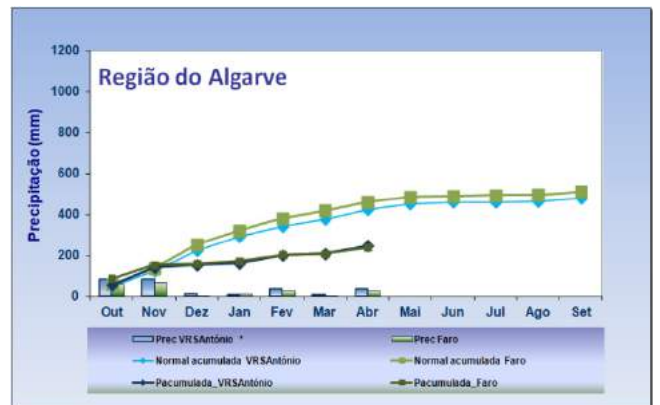 Região do Algarve
Precipitação (mm)
1200
1000
800
600
400
200
0
Out Nov Dez Jan Fev Mar Abr Mai Jun Jul Ago Set
Prec VRSAntónio * Prec Faro
Normal acumulada VRSAntónio Normal acumulada Faro
Pacumulada_VRSAntónio Pacumulada_Faro